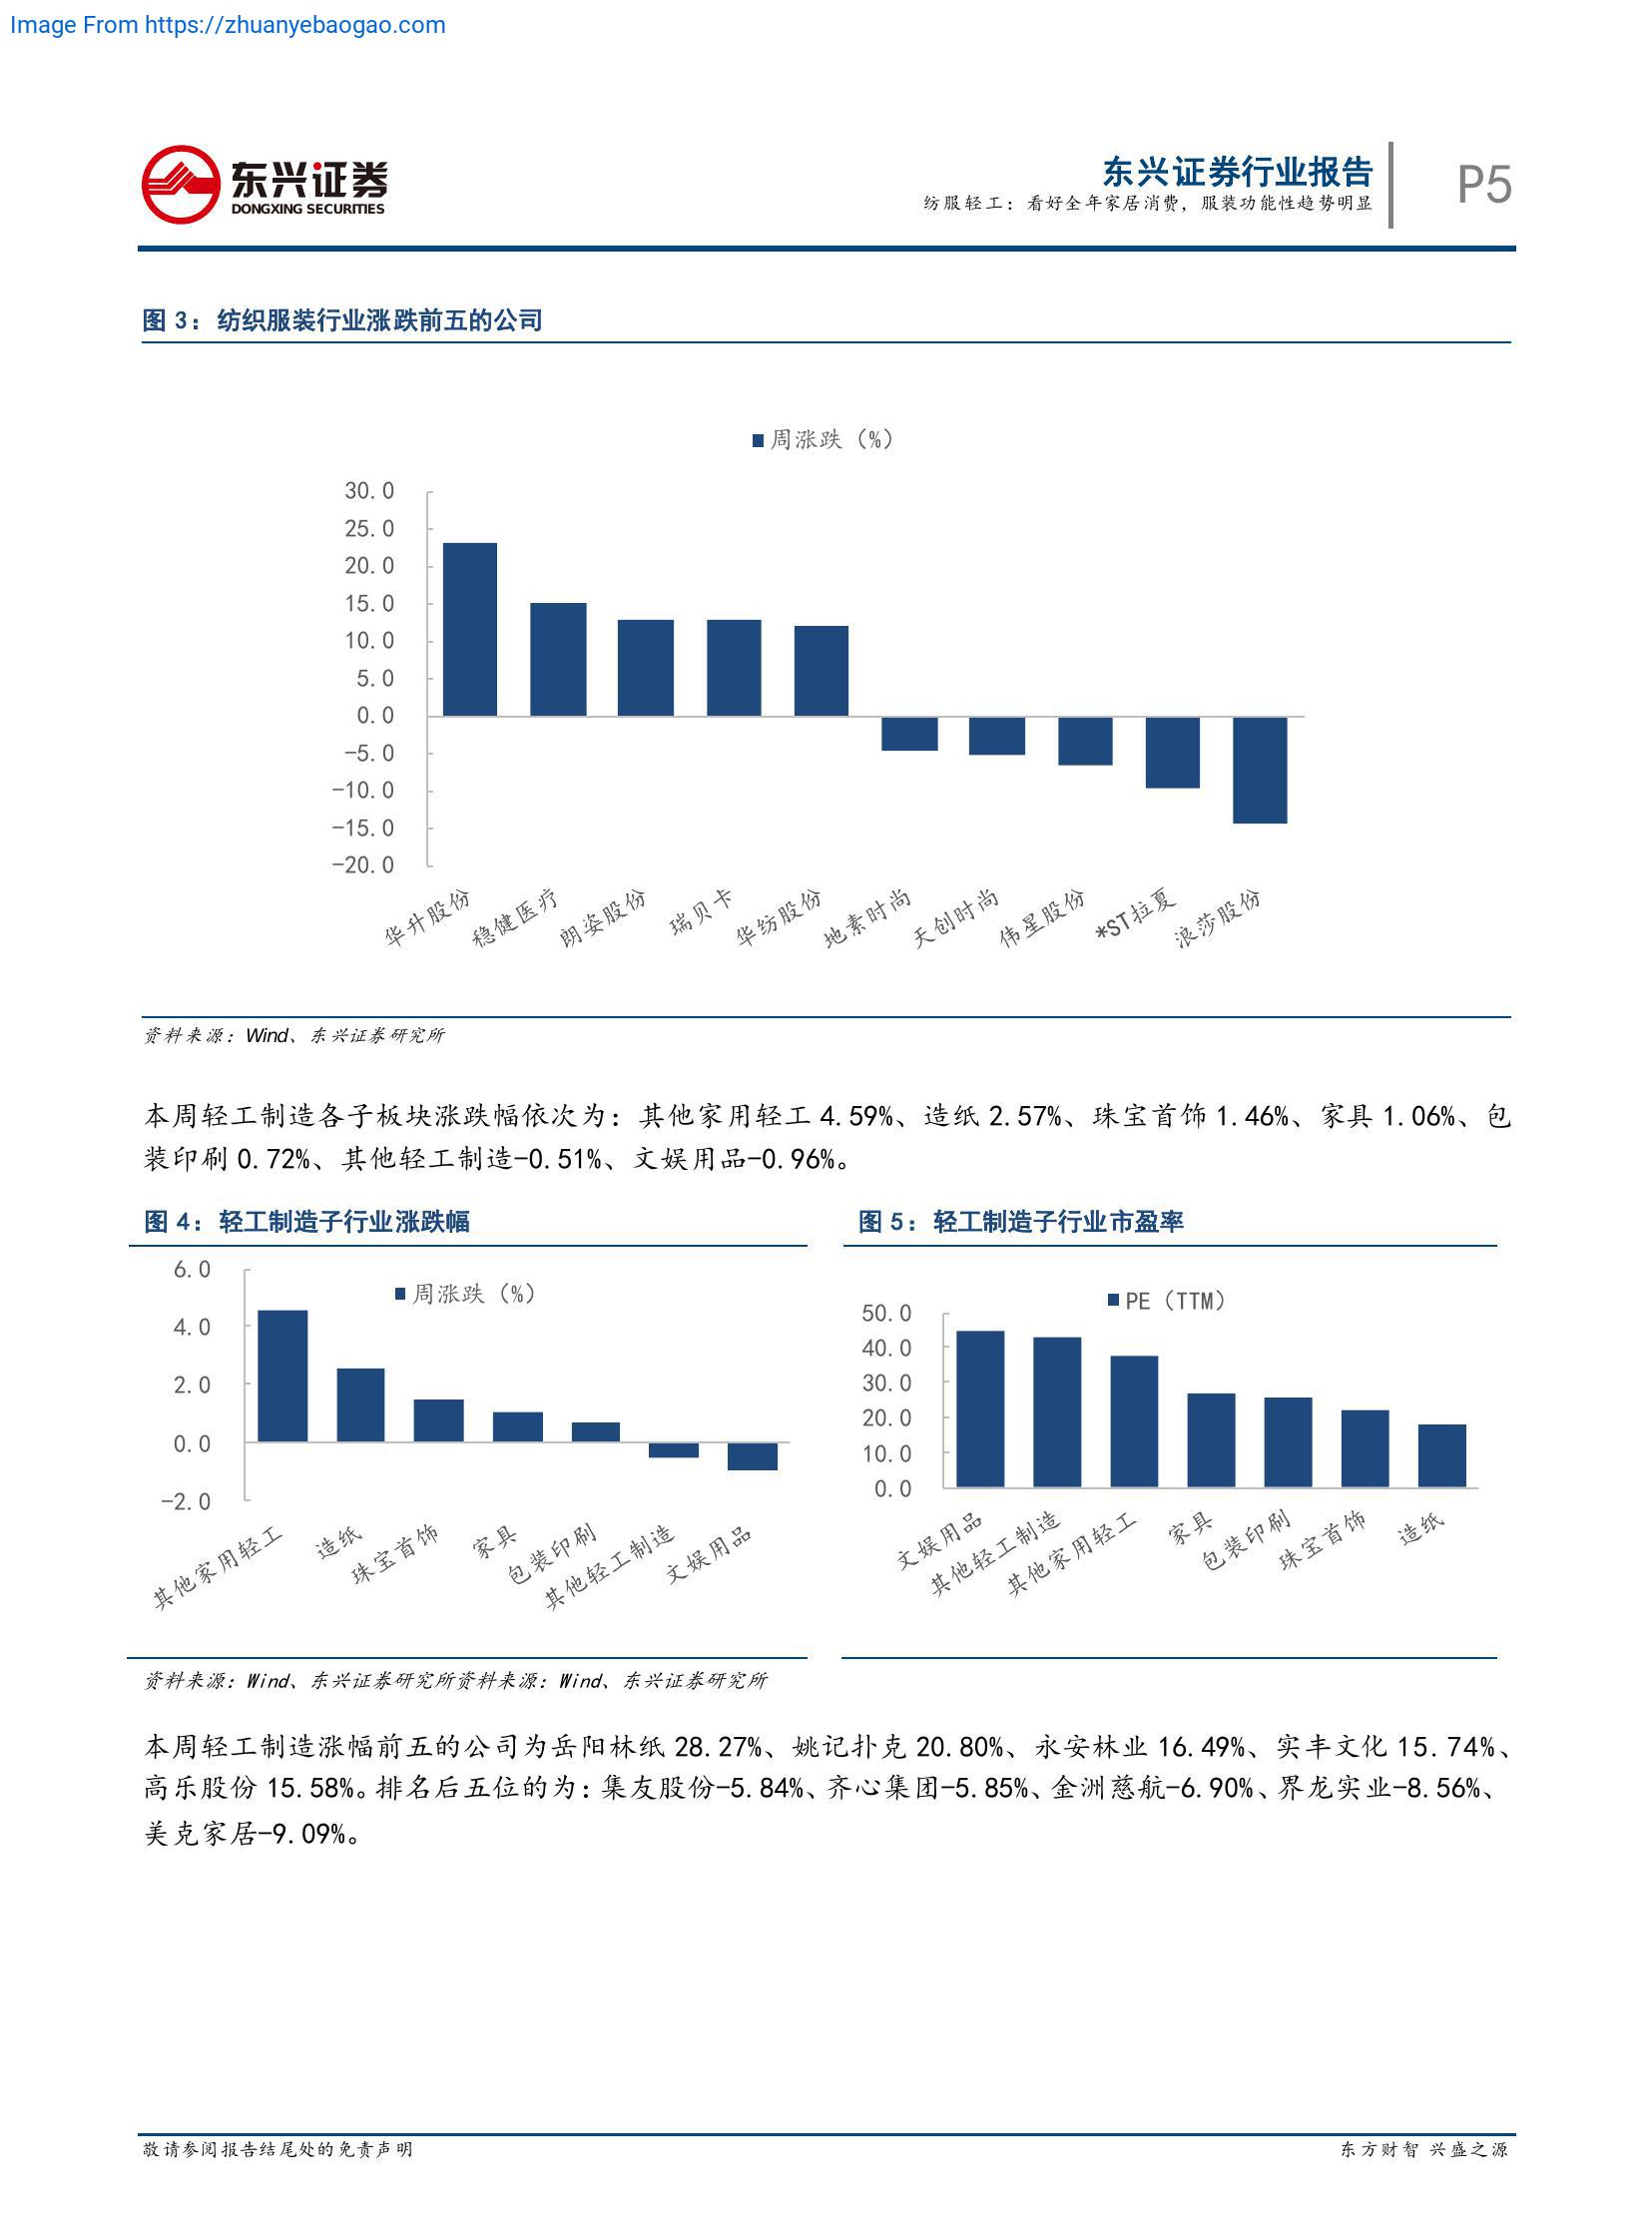 Image From https://zhuanyebaogao.com
东兴证券
DONGXING SECURITIES
东兴证券行业报告
纺服轻工：看好全年家居消费，服装功能性趋势明显
P5
图 3：纺织服装行业涨跌前五的公司
周涨跌（%）
30.0
25.0
20.0
15.0
10.0
5.0
0.0
-5.0
-10.0
-15.0
-20.0
华升股份
稳健医疗
朗姿股份
瑞贝卡
华纺股份
地素时尚
天创时尚
伟星股份
*ST拉夏
浪莎股份
资料来源：Wind、东兴证券研究所
本周轻工制造各子板块涨跌幅依次为：其他家用轻工 4.59%、造纸 2.57%、珠宝首饰 1.46%、家具 1.06%、包
装印刷 0.72%、其他轻工制造-0.51%、文娱用品-0.96%。
图 4：轻工制造子行业涨跌幅
周涨跌（%）
6.0
4.0
2.0
0.0
-2.0
其他家用轻工
造纸
珠宝首饰
家具
包装印刷
其他轻工制造
文娱用品
图 5：轻工制造子行业市盈率
PE（TTM）
50.0
40.0
30.0
20.0
10.0
0.0
文娱用品
其他轻工制造
其他家用轻工
家具
包装印刷
珠宝首饰
造纸
资料来源：Wind、东兴证券研究所资料来源：Wind、东兴证券研究所
本周轻工制造涨幅前五的公司为岳阳林纸 28.27%、姚记扑克 20.80%、永安林业 16.49%、实丰文化 15.74%、
高乐股份 15.58%。排名后五位的为：集友股份-5.84%、齐心集团-5.85%、金洲慈航-6.90%、界龙实业-8.56%、
美克家居-9.09%。
敬请参阅报告结尾处的免责声明
东方财智 兴盛之源